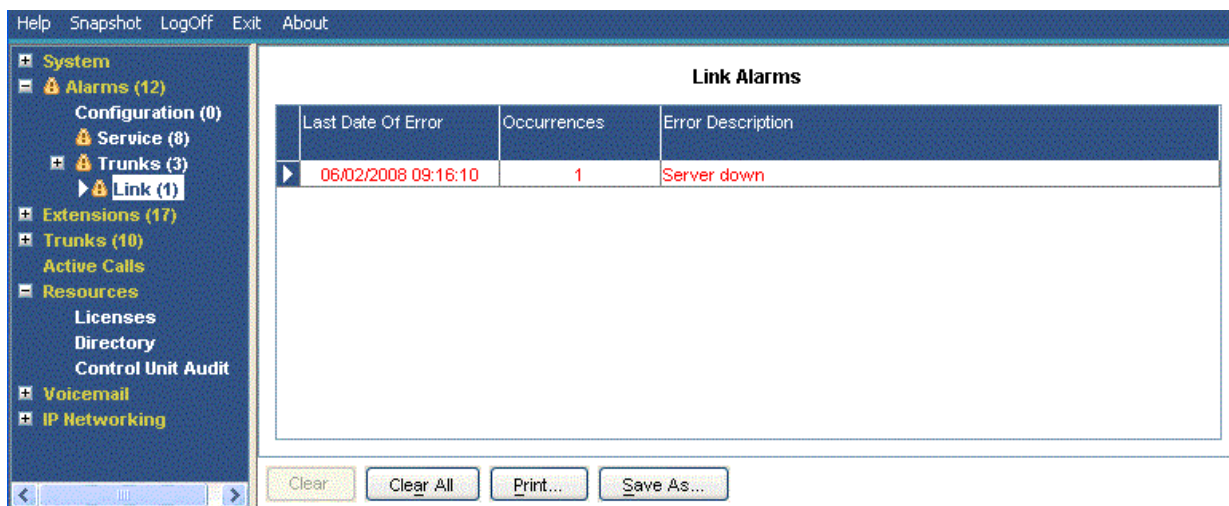 Help Snapshot LogOff Exit About
System
Alarms (12)
Configuration (0)
Service (8)
Trunks (3)
Link (1)
Extensions (17)
Trunks (10)
Active Calls
Resources
Licenses
Directory
Control Unit Audit
Voicemail
IP Networking
Link Alarms
Last Date Of Error Occurrences Error Description
06/02/2008 09:16:10 1 Server down
Clear Clear All Print... Save As...